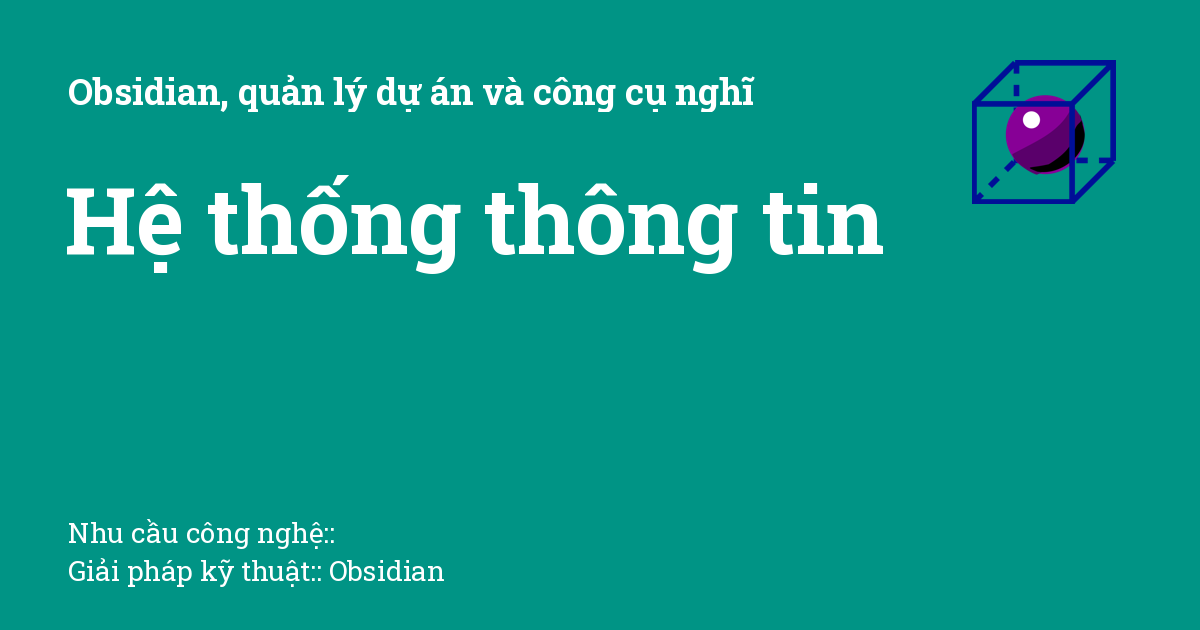 Obsidian, quản lý dự án và công cụ nghĩ
Hệ thống thông tin
Nhu cầu công nghệ::
Giải pháp kỹ thuật:: Obsidian